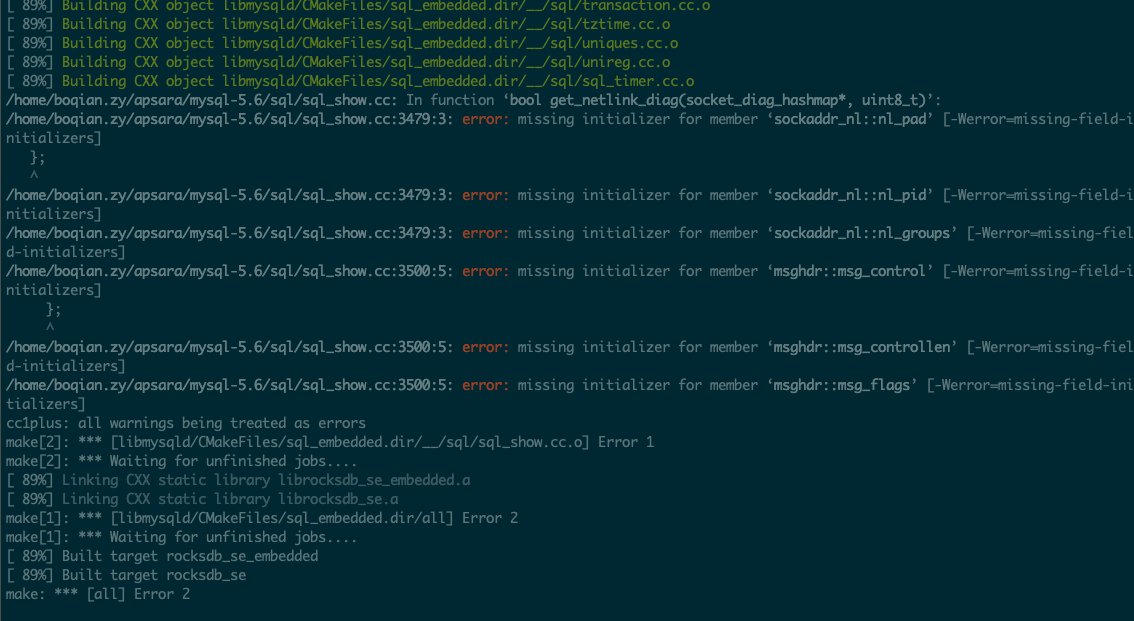 [ 89%] Building CXX object libmysqld/CMakeFiles/sql_embedded.dir/__/sql/transaction.cc.o
[ 89%] Building CXX object libmysqld/CMakeFiles/sql_embedded.dir/__/sql/tztime.cc.o
[ 89%] Building CXX object libmysqld/CMakeFiles/sql_embedded.dir/__/sql/uniques.cc.o
[ 89%] Building CXX object libmysqld/CMakeFiles/sql_embedded.dir/__/sql/unireg.cc.o
[ 89%] Building CXX object libmysqld/CMakeFiles/sql_embedded.dir/__/sql/sql_timer.cc.o
/home/boqian.zy/apsara/mysql-5.6/sql/sql_show.cc: In function ‘bool get_netlink_diag(socket_diag_hashmap*, uint8_t)’:
/home/boqian.zy/apsara/mysql-5.6/sql/sql_show.cc:3479:3: error: missing initializer for member ‘sockaddr_nl::nl_pad’ [-Werror=missing-field-i
nitializers]
   };
   ^
/home/boqian.zy/apsara/mysql-5.6/sql/sql_show.cc:3479:3: error: missing initializer for member ‘sockaddr_nl::nl_pid’ [-Werror=missing-field-i
nitializers]
/home/boqian.zy/apsara/mysql-5.6/sql/sql_show.cc:3479:3: error: missing initializer for member ‘sockaddr_nl::nl_groups’ [-Werror=missing-fiel
d-initializers]
/home/boqian.zy/apsara/mysql-5.6/sql/sql_show.cc:3500:5: error: missing initializer for member ‘msghdr::msg_control’ [-Werror=missing-field-i
nitializers]
     };
     ^
/home/boqian.zy/apsara/mysql-5.6/sql/sql_show.cc:3500:5: error: missing initializer for member ‘msghdr::msg_controllen’ [-Werror=missing-fiel
d-initializers]
/home/boqian.zy/apsara/mysql-5.6/sql/sql_show.cc:3500:5: error: missing initializer for member ‘msghdr::msg_flags’ [-Werror=missing-field-ini
tializers]
cc1plus: all warnings being treated as errors
make[2]: *** [libmysqld/CMakeFiles/sql_embedded.dir/__/sql/sql_show.cc.o] Error 1
make[2]: *** Waiting for unfinished jobs....
[ 89%] Linking CXX static library librocksdb_se_embedded.a
[ 89%] Linking CXX static library librocksdb_se.a
make[1]: *** [libmysqld/CMakeFiles/sql_embedded.dir/all] Error 2
make[1]: *** Waiting for unfinished jobs....
[ 89%] Built target rocksdb_se_embedded
[ 89%] Built target rocksdb_se
make: *** [all] Error 2